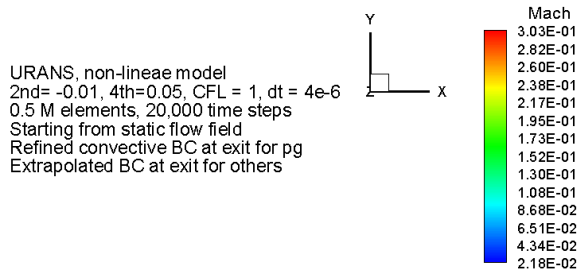 Mach
Y
3.03E-01
2.82E-01
2.60E-01
URANS, non-lineae model
2.38E-01
2nd= -0.01, 4th=0.05, CFL = 1, dt = 4e-6
Z
X
2.17E-01
0.5 M elements, 20,000 time steps
1.95E-01
Starting from static flow field
1.73E-01
Refined convective BC at exit for pg
1.52E-01
Extrapolated BC at exit for others
1.30E-01
1.08E-01
8.68E-02
6.51E-02
4.34E-02
2.18E-02